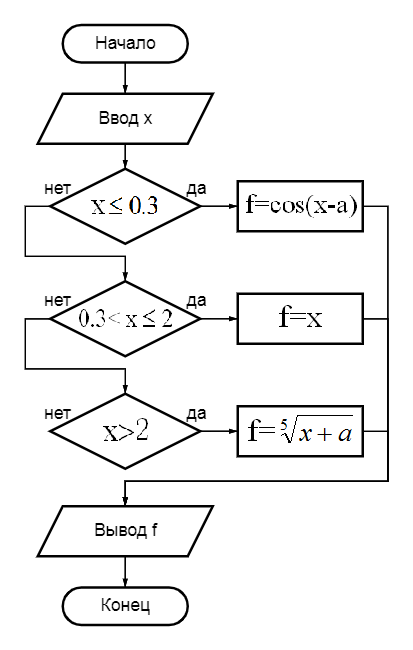 Начало
Ввод x
нет
да
x ≤ 0.3
f=cos(x-a)
нет
да
0.3< x ≤ 2
f=x
нет
да
x>2
f= ⁵√(x + a)
Вывод f
Конец